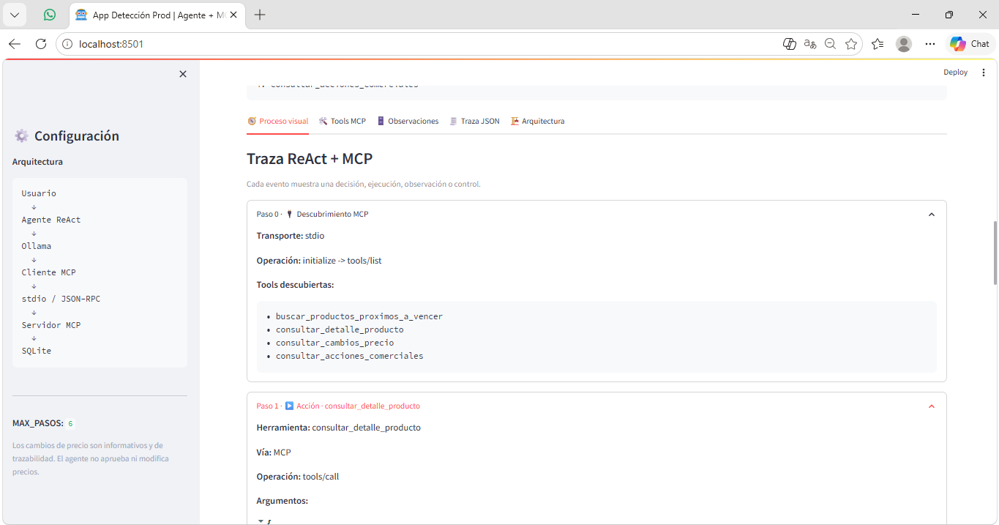 App Detección Prod | Agente + MC
localhost:8501
Chat
Deploy
consultar_acciones_comerciales
Configuración
Arquitectura
Usuario
↓
Agente ReAct
↓
Ollama
↓
Cliente MCP
↓
stdio / JSON-RPC
↓
Servidor MCP
↓
SQLite
MAX_PASOS: 6
Los cambios de precio son informativos y de
trazabilidad. El agente no aprueba ni modifica
precios.
Proceso visual
Tools MCP
Observaciones
Traza JSON
Arquitectura
Traza ReAct + MCP
Cada evento muestra una decisión, ejecución, observación o control.
Paso 0 · Descubrimiento MCP
Transporte: stdio
Operación: initialize -> tools/list
Tools descubiertas:
• buscar_productos_proximos_a_vencer
• consultar_detalle_producto
• consultar_cambios_precio
• consultar_acciones_comerciales
Paso 1 · Acción · consultar_detalle_producto
Herramienta: consultar_detalle_producto
Vía: MCP
Operación: tools/call
Argumentos:
{